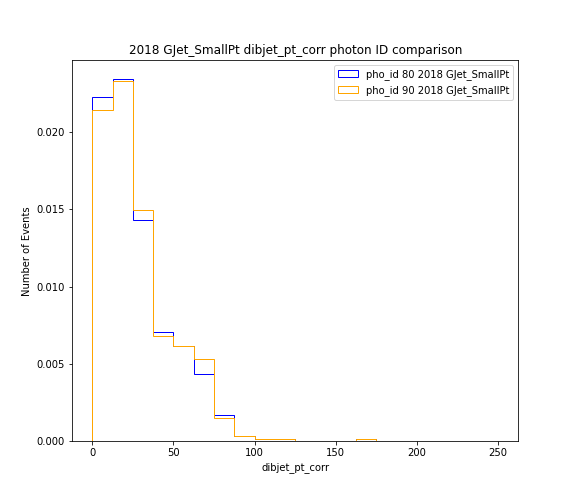 2018 GJet_SmallPt dibjet_pt_corr photon ID comparison
pho_id 80 2018 GJet_SmallPt
pho_id 90 2018 GJet_SmallPt
Number of Events
0.020
0.015
0.010
0.005
0.000
0 50 100 150 200 250
dibjet_pt_corr